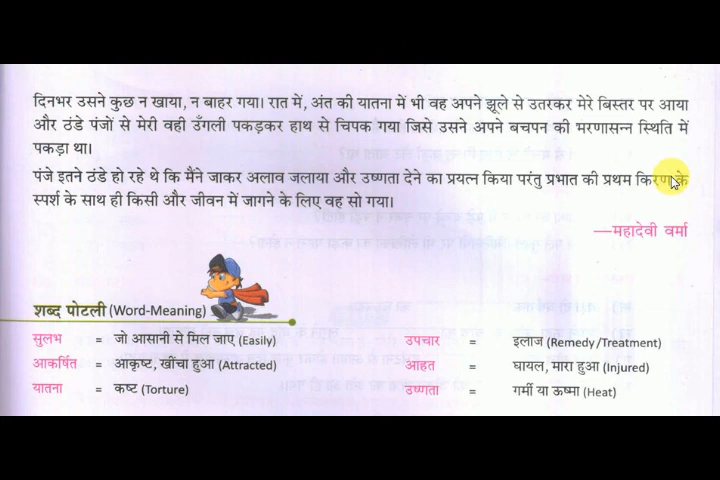 दिनभर उसने कुछ न खाया, न बाहर गया। रात में, अंत की यातना में भी वह अपने झूले से उतरकर मेरे बिस्तर पर आया
और ठंडे पंजों से मेरी वही उँगली पकड़कर हाथ से चिपक गया जिसे उसने अपने बचपन की मरणासन्न स्थिति में
पकड़ा था।
पंजे इतने ठंडे हो रहे थे कि मैंने जाकर अलाव जलाया और उष्णता देने का प्रयत्न किया परंतु प्रभात की प्रथम किरण के
स्पर्श के साथ ही किसी और जीवन में जागने के लिए वह सो गया।
—महादेवी वर्मा
शब्द पोटली (Word-Meaning)
सुलभ = जो आसानी से मिल जाए (Easily) उपचार = इलाज (Remedy/Treatment)
आकर्षित = आकृष्ट, खींचा हुआ (Attracted) आहत = घायल, मारा हुआ (Injured)
यातना = कष्ट (Torture) उष्णता = गर्मी या ऊष्मा (Heat)